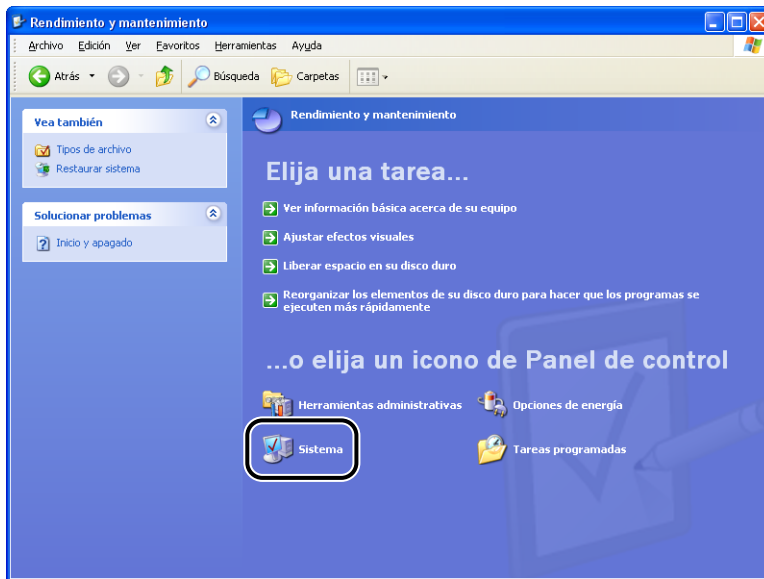 Rendimiento y mantenimiento
Archivo Edición Ver Favoritos Herramientas Ayuda
Atrás Búsqueda Carpetas
Vea también
Tipos de archivo
Restaurar sistema
Solucionar problemas
Inicio y apagado
Rendimiento y mantenimiento
Elija una tarea...
Ver información básica acerca de su equipo
Ajustar efectos visuales
Liberar espacio en su disco duro
Reorganizar los elementos de su disco duro para hacer que los programas se
ejecuten más rápidamente
...o elija un icono de Panel de control
Herramientas administrativas Opciones de energía
Sistema Tareas programadas